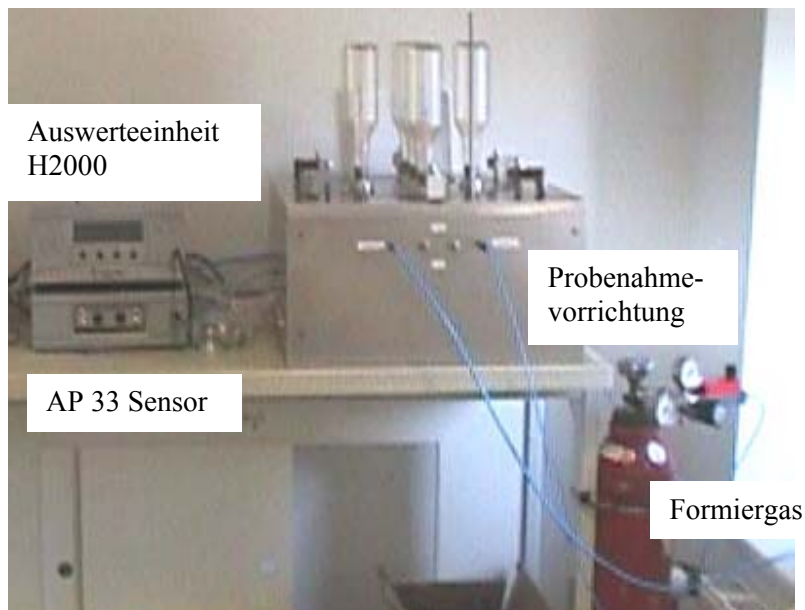 Auswerteeinheit
H2000
Probenahme-
vorrichtung
AP 33 Sensor
Formiergas